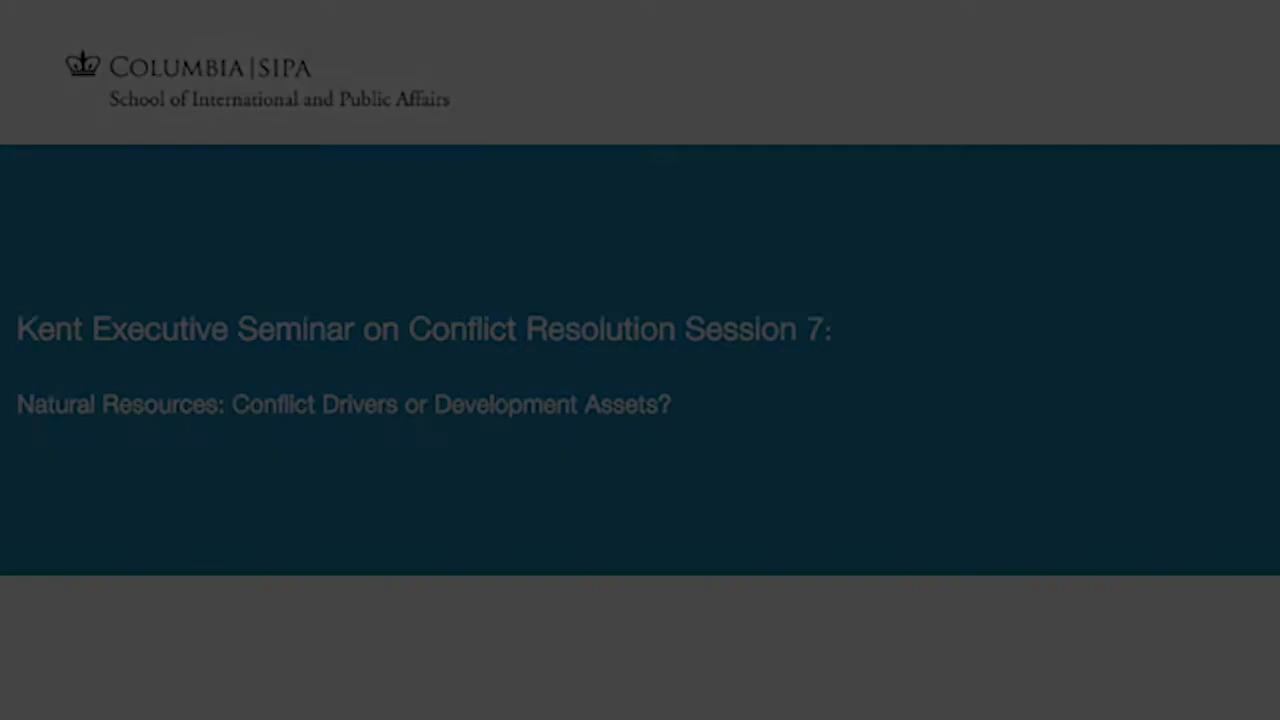 COLUMBIA | SIPA
School of International and Public Affairs
Kent Executive Seminar on Conflict Resolution Session 7:
Natural Resources: Conflict Drivers or Development Assets?